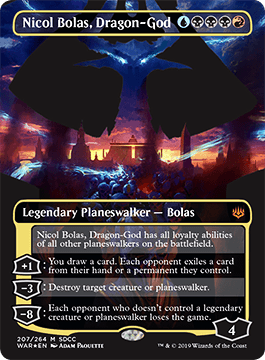 Nicol Bolas, Dragon-God
Legendary Planeswalker — Bolas
Nicol Bolas, Dragon-God has all loyalty abilities
of all other planeswalkers on the battlefield.
+1 : You draw a card. Each opponent exiles a card
from their hand or a permanent they control.
-3 : Destroy target creature or planeswalker.
-8 : Each opponent who doesn't control a legendary
creature or planeswalker loses the game.
4
207/264 M SDCC
WAR ★ EN Adam Paquette
™ & © 2019 Wizards of the Coast